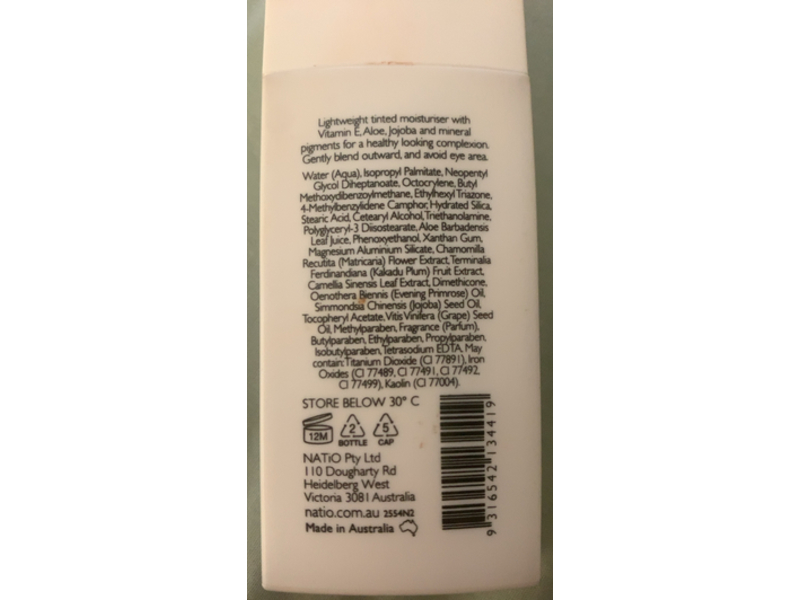 Lightweight tinted moisturiser with
Vitamin E, Aloe, Jojoba and mineral
pigments for a healthy looking complexion.
Gently blend outward, and avoid eye area.
Water (Aqua), Isopropyl Palmitate, Neopentyl
Glycol Diheptanoate, Octocrylene, Butyl
Methoxydibenzoylmethane, Ethylhexyl Triazone,
4-Methylbenzylidene Camphor, Hydrated Silica,
Stearic Acid, Cetearyl Alcohol, Triethanolamine,
Polyglyceryl-3 Diisostearate, Aloe Barbadensis
Leaf Juice, Phenoxyethanol, Xanthan Gum,
Magnesium Aluminium Silicate, Chamomilla
Recutita (Matricaria) Flower Extract, Terminalia
Ferdinandiana (Kakadu Plum) Fruit Extract,
Camellia Sinensis Leaf Extract, Dimethicone,
Oenothera Biennis (Evening Primrose) Oil,
Simmondsia Chinensis (Jojoba) Seed Oil,
Tocopheryl Acetate, Vitis Vinifera (Grape) Seed
Oil, Methylparaben, Fragrance (Parfum),
Butylparaben, Ethylparaben, Propylparaben,
Isobutylparaben, Tetrasodium EDTA. May
contain: Titanium Dioxide (CI 77891), Iron
Oxides (CI 77489, CI 77491, CI 77492,
CI 77499), Kaolin (CI 77004).
STORE BELOW 30° C
12M 2 5
BOTTLE CAP
NATiO Pty Ltd
110 Dougharty Rd
Heidelberg West
Victoria 3081 Australia
natio.com.au 2554N2
Made in Australia
9 316542 134419